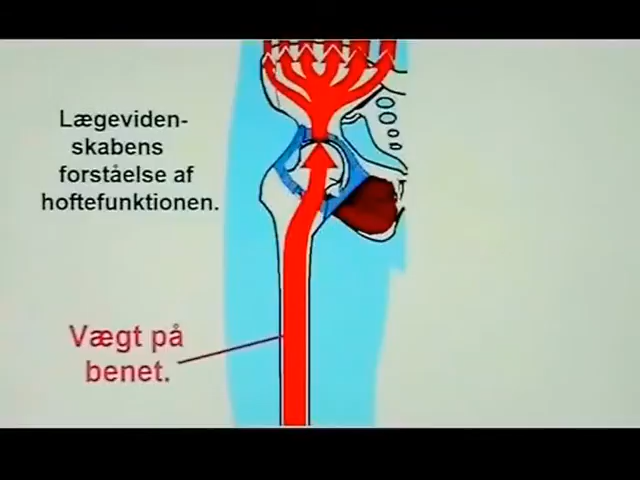 Lægeviden-
skabens
forståelse af
hoftefunktionen.
Vægt på
benet.